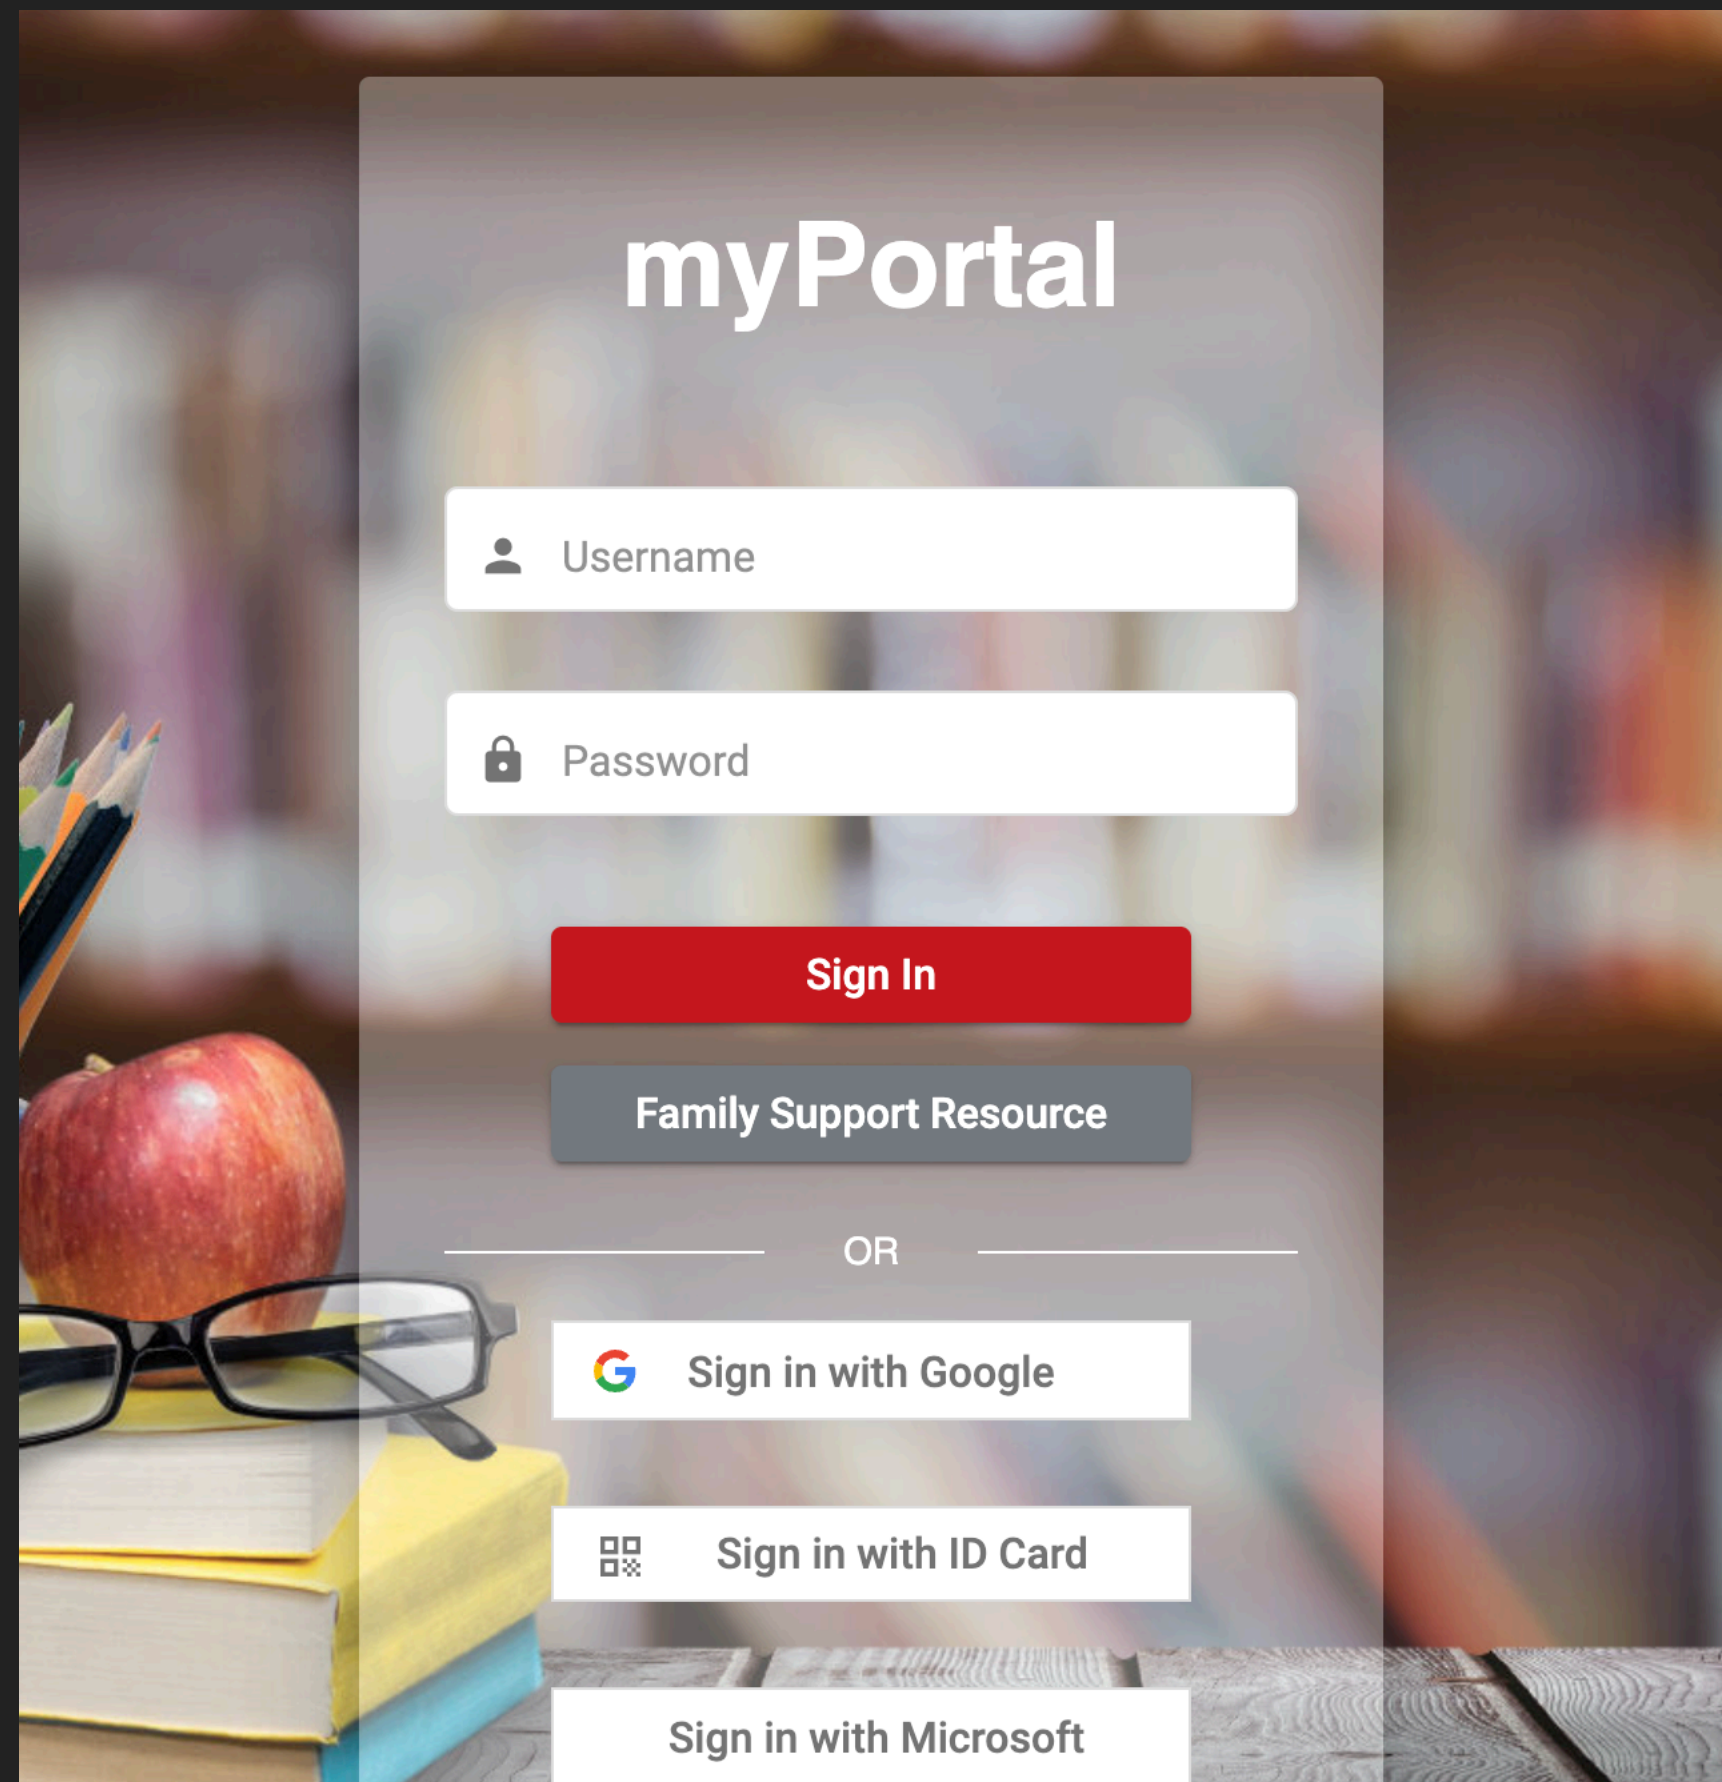 myPortal
Username
Password
Sign In
Family Support Resource
OR
Sign in with Google
Sign in with ID Card
Sign in with Microsoft